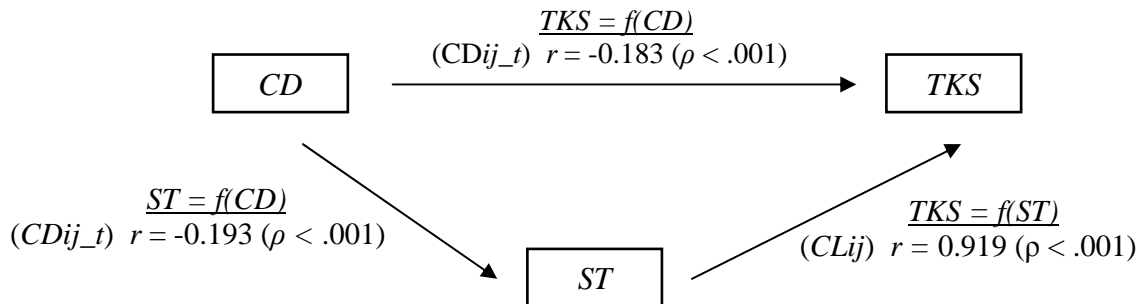 TKS = f(CD)
(CDij_t) r = -0.183 (ρ < .001)
CD
TKS
ST = f(CD)
(CDij_t) r = -0.193 (ρ < .001)
TKS = f(ST)
(CLij) r = 0.919 (ρ < .001)
ST